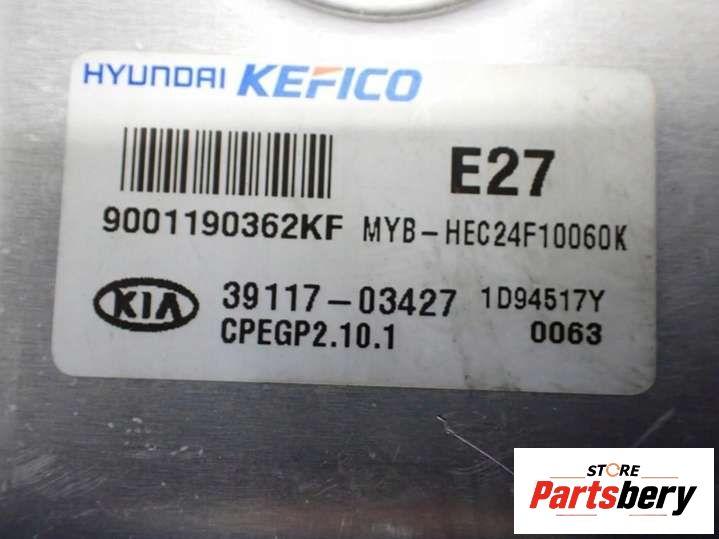 HYUNDAI KEFICO
E27
9001190362KF MYB-HEC24F10060K
KIA 39117-03427 1D94517Y
CPEGP2.10.1 0063
STORE
Partsbery